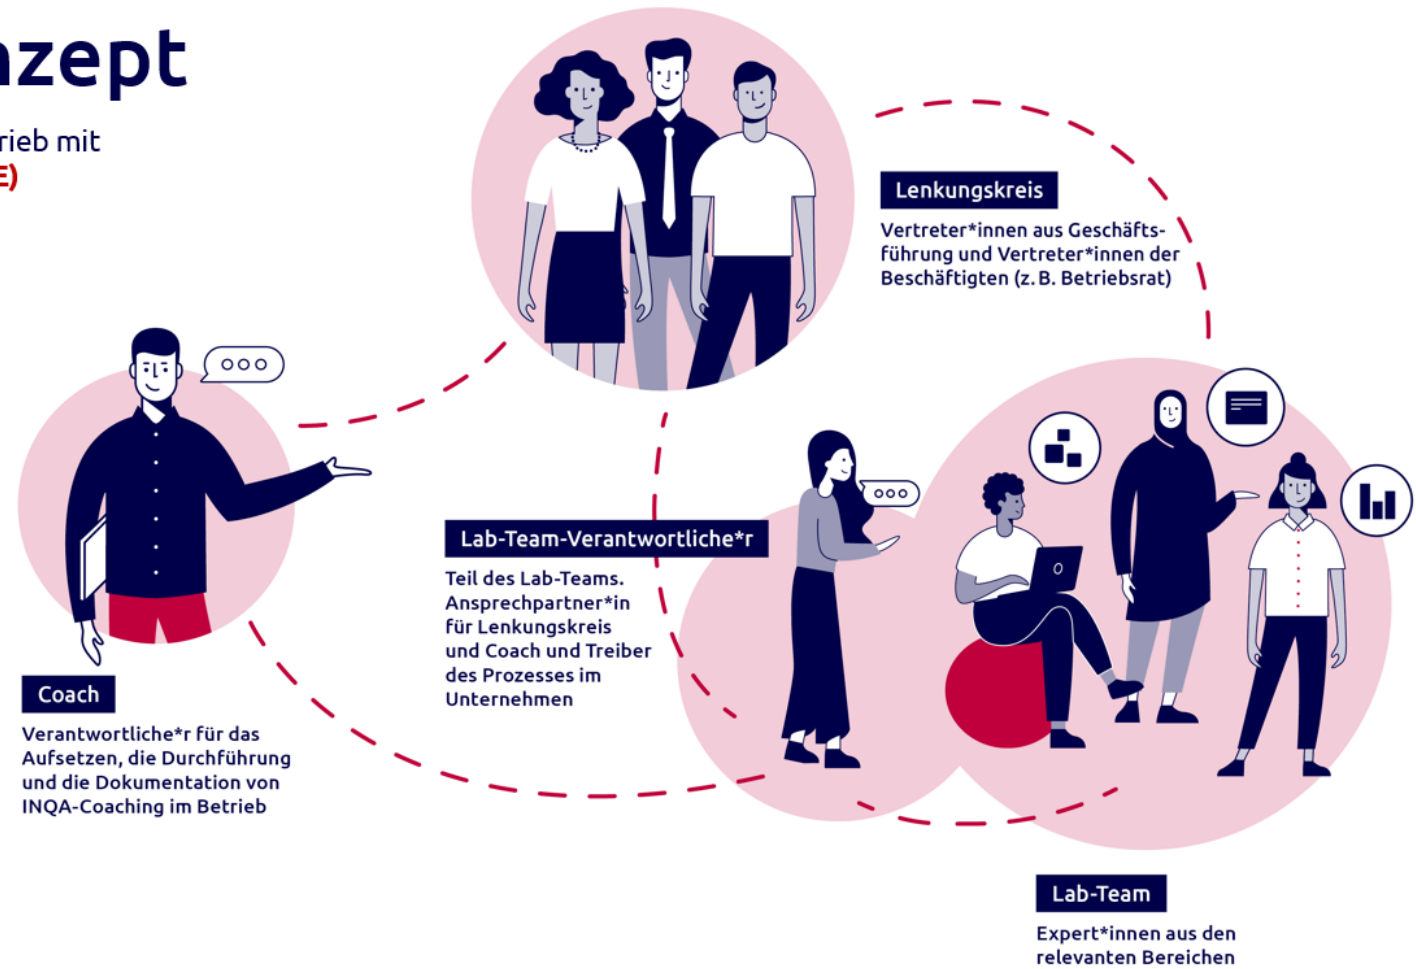 nzept
rieb mit
E)
Lenkungskreis
Vertreter*innen aus Geschäfts-
führung und Vertreter*innen der
Beschäftigten (z. B. Betriebsrat)
Lab-Team-Verantwortliche*r
Teil des Lab-Teams.
Ansprechpartner*in
für Lenkungskreis
und Coach und Treiber
des Prozesses im
Unternehmen
Coach
Verantwortliche*r für das
Aufsetzen, die Durchführung
und die Dokumentation von
INQA-Coaching im Betrieb
Lab-Team
Expert*innen aus den
relevanten Bereichen